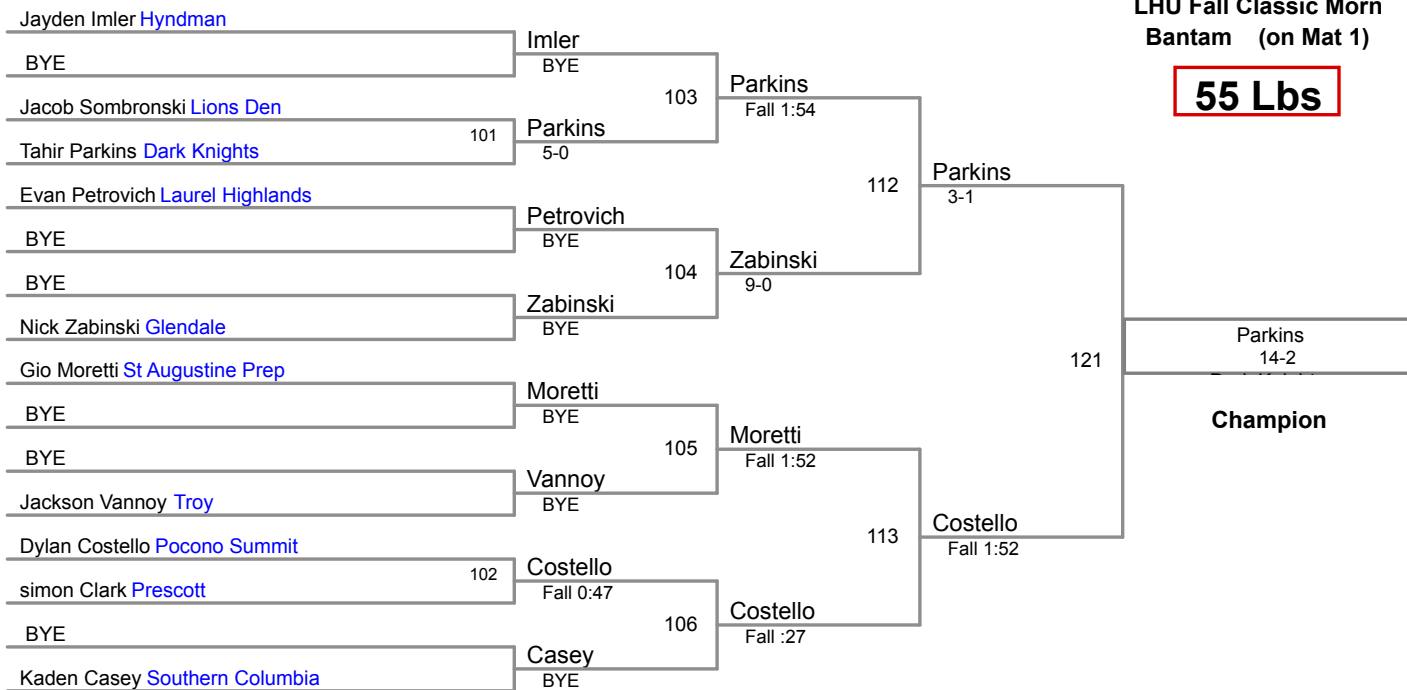 LHU Fall Classic Morn
Bantam (on Mat 1)
55 Lbs
Jayden Imler Hyndman
BYE
Jacob Sombronski Lions Den
Tahir Parkins Dark Knights
Evan Petrovich Laurel Highlands
BYE
BYE
Nick Zabinski Glendale
Gio Moretti St Augustine Prep
BYE
BYE
Jackson Vannoy Troy
Dylan Costello Pocono Summit
simon Clark Prescott
BYE
Kaden Casey Southern Columbia
101
102
Imler
BYE
Parkins
5-0
Petrovich
BYE
Zabinski
BYE
Moretti
BYE
Vannoy
BYE
Costello
Fall 0:47
Casey
BYE
103
104
105
106
Parkins
Fall 1:54
Zabinski
9-0
Moretti
Fall 1:52
Costello
Fall :27
112
113
Parkins
3-1
Costello
Fall 1:52
121
Parkins
14-2
Champion